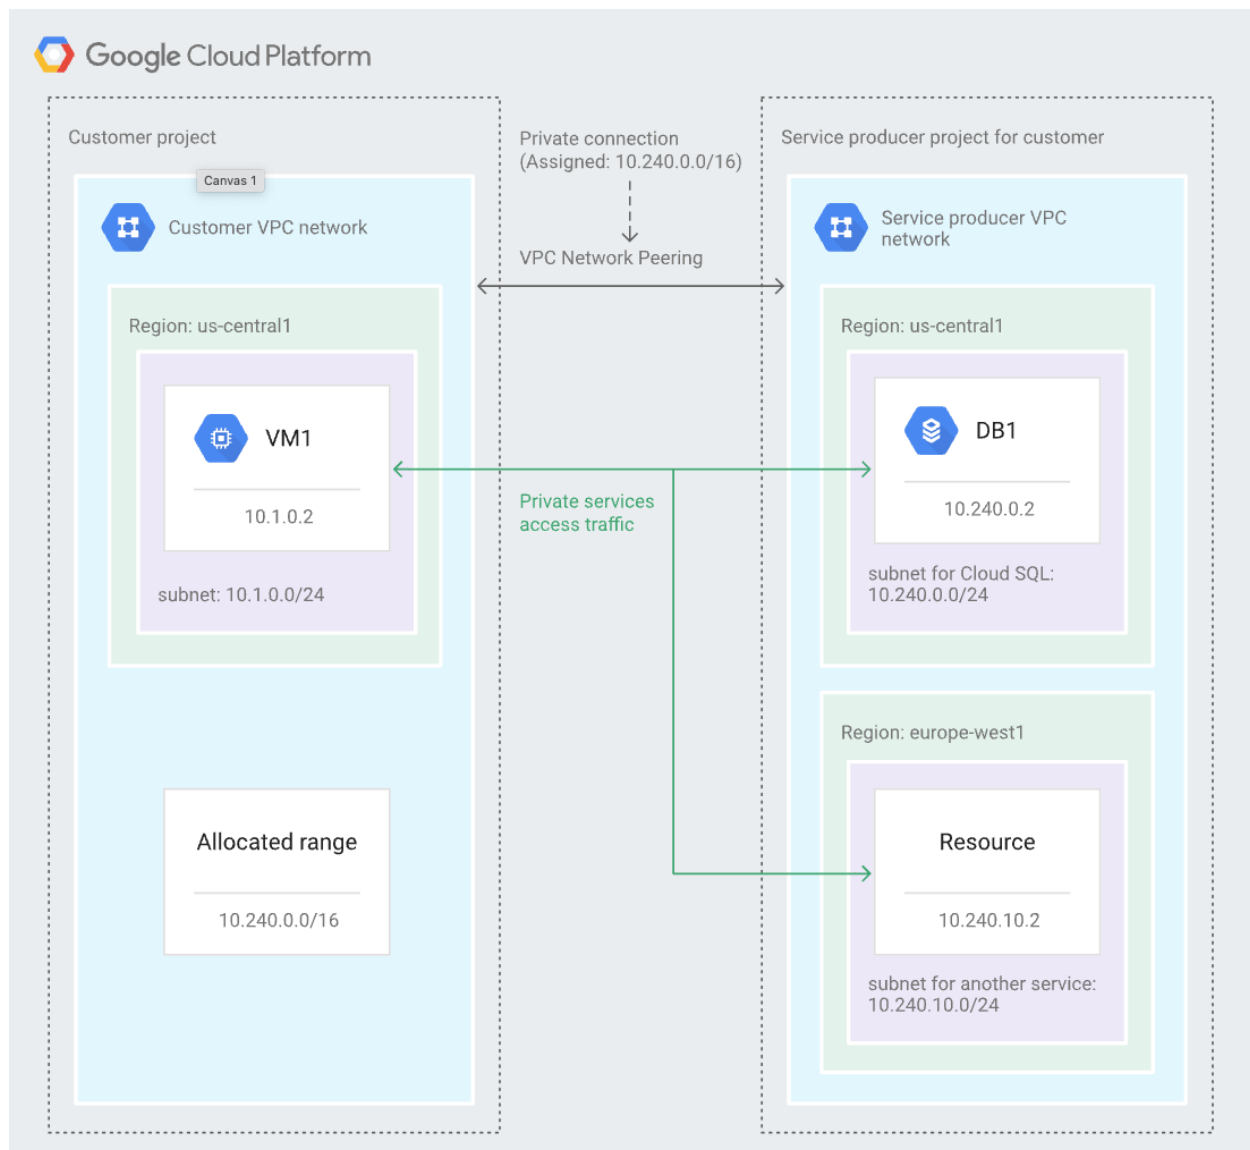 Google Cloud Platform
Customer project
Canvas 1
Customer VPC network
Region: us-central1
VM1
10.1.0.2
subnet: 10.1.0.0/24
Allocated range
10.240.0.0/16
Private connection
(Assigned: 10.240.0.0/16)
VPC Network Peering
Private services
access traffic
Service producer project for customer
Service producer VPC
network
Region: us-central1
DB1
10.240.0.2
subnet for Cloud SQL:
10.240.0.0/24
Region: europe-west1
Resource
10.240.10.2
subnet for another service:
10.240.10.0/24